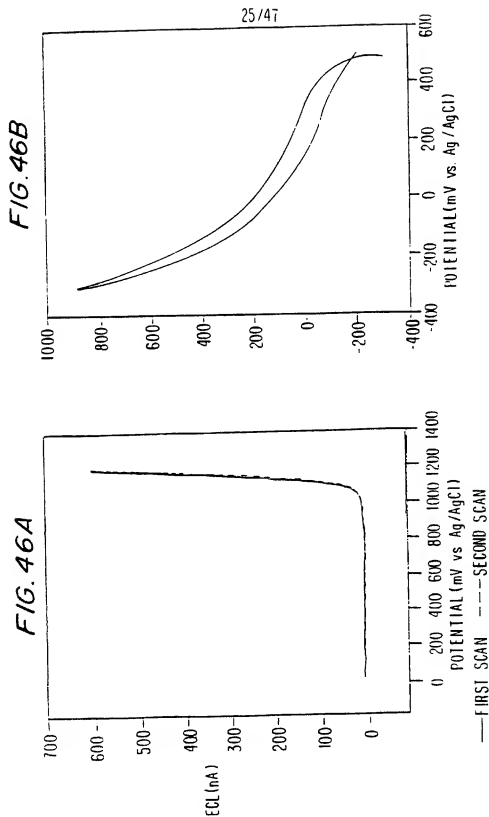 25/47
FIG. 46A
ECL(nA)
700
600
500
400
300
200
100
0
0 200 400 600 800 1000 1200 1400
POTENTIAL(mV vs Ag/AgCl)
FIRST SCAN --- SECOND SCAN
FIG. 46B
1000
800
600
400
200
0
-200
-400
-400 -200 0 200 400 600
POTENTIAL(mV vs. Ag/AgCl)